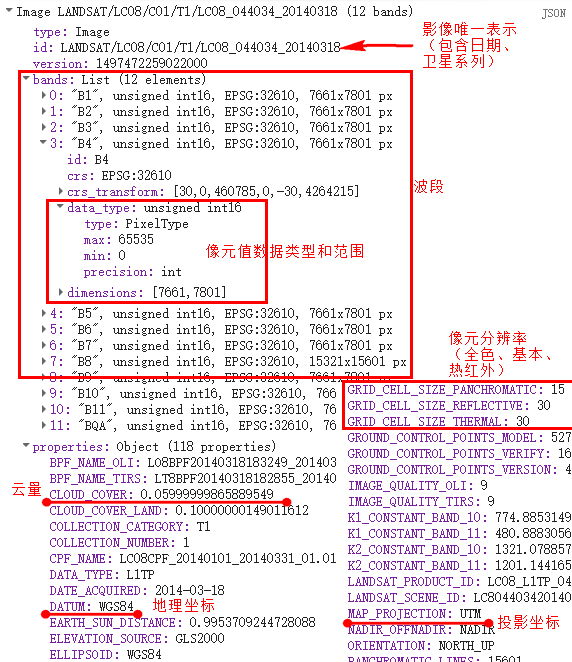 Image LANDSAT/LC08/C01/T1/LC08_044034_20140318 (12 bands)
JSON
type: Image
id: LANDSAT/LC08/C01/T1/LC08_044034_20140318
version: 1497472259022000
影像唯一表示
（包含日期、
卫星系列）
bands: List (12 elements)
0: "B1", unsigned int16, EPSG:32610, 7661x7801 px
1: "B2", unsigned int16, EPSG:32610, 7661x7801 px
2: "B3", unsigned int16, EPSG:32610, 7661x7801 px
3: "B4", unsigned int16, EPSG:32610, 7661x7801 px
id: B4
crs: EPSG:32610
crs_transform: [30,0,460785,0,-30,4264215]
波段
data_type: unsigned int16
type: PixelType
max: 65535
min: 0
precision: int
像元值数据类型和范围
dimensions: [7661,7801]
4: "B5", unsigned int16, EPSG:32610, 7661x7801 px
5: "B6", unsigned int16, EPSG:32610, 7661x7801 px
6: "B7", unsigned int16, EPSG:32610, 7661x7801 px
7: "B8", unsigned int16, EPSG:32610, 15321x15601 px
8: "B9", unsigned int16, EPSG:32610, 7661x7801 px
9: "B10", unsigned int16, EPSG:32610, 766
10: "B11", unsigned int16, EPSG:32610, 766
11: "BQA", unsigned int16, EPSG:32610, 766
像元分辨率
（全色、基本、
热红外）
properties: Object (118 properties)
BPF_NAME_OLI: LO8BPF20140318183249_201403
BPF_NAME_TIRS: LT8BPF20140318182855_20140
云量
CLOUD_COVER: 0.05999999865889549
CLOUD_COVER_LAND: 0.10000000149011612
COLLECTION_CATEGORY: T1
COLLECTION_NUMBER: 1
CPF_NAME: LC08CPF_20140101_20140331_01.01
DATA_TYPE: L1TP
DATE_ACQUIRED: 2014-03-18
DATUM: WGS84
地理坐标
EARTH_SUN_DISTANCE: 0.9953709244728088
ELEVATION_SOURCE: GLS2000
ELLIPSOID: WGS84
GRID_CELL_SIZE_PANCHROMATIC: 15
GRID_CELL_SIZE_REFLECTIVE: 30
GRID_CELL_SIZE_THERMAL: 30
GROUND_CONTROL_POINTS_MODEL: 527
GROUND_CONTROL_POINTS_VERIFY: 16
GROUND_CONTROL_POINTS_VERSION: 4
IMAGE_QUALITY_OLI: 9
IMAGE_QUALITY_TIRS: 9
K1_CONSTANT_BAND_10: 774.8853149
K1_CONSTANT_BAND_11: 480.8883056
K2_CONSTANT_BAND_10: 1321.078857
K2_CONSTANT_BAND_11: 1201.144165
LANDSAT_PRODUCT_ID: LC08_L1TP_04
LANDSAT_SCENE_ID: LC804403420140
MAP_PROJECTION: UTM
投影坐标
NADIR_OFFNADIR: NADIR
ORIENTATION: NORTH_UP
PANCHROMATIC_LINES: 15601